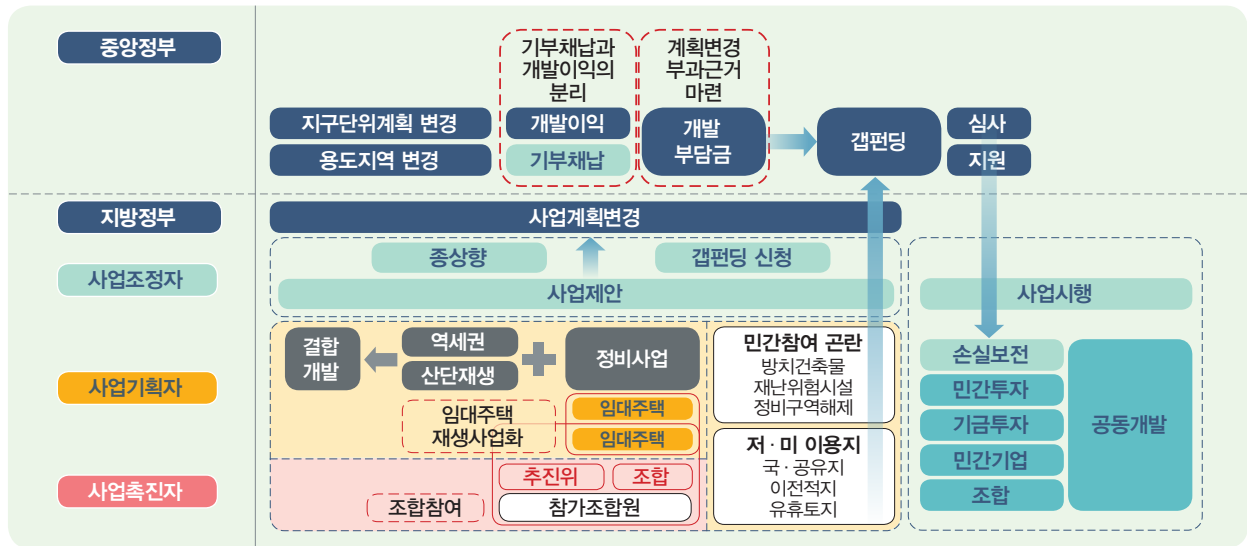 중앙정부
기부채납과
개발이익의
분리
계획변경
부과근거
마련
지구단위계획 변경
개발이익
개발
부담금
갭펀딩
심사
용도지역 변경
기부채납
지원
지방정부
사업계획변경
종상향
갭펀딩 신청
사업조정자
사업제안
사업시행
결합
개발
역세권
산단재생
정비사업
민간참여 곤란
방치건축물
재난위험시설
정비구역해제
손실보전
민간투자
기금투자
민간기업
조합
공동개발
사업기획자
임대주택
재생사업화
임대주택
임대주택
저 · 미 이용지
국 · 공유지
이전적지
유휴토지
사업촉진자
추진위
조합
조합참여
참가조합원